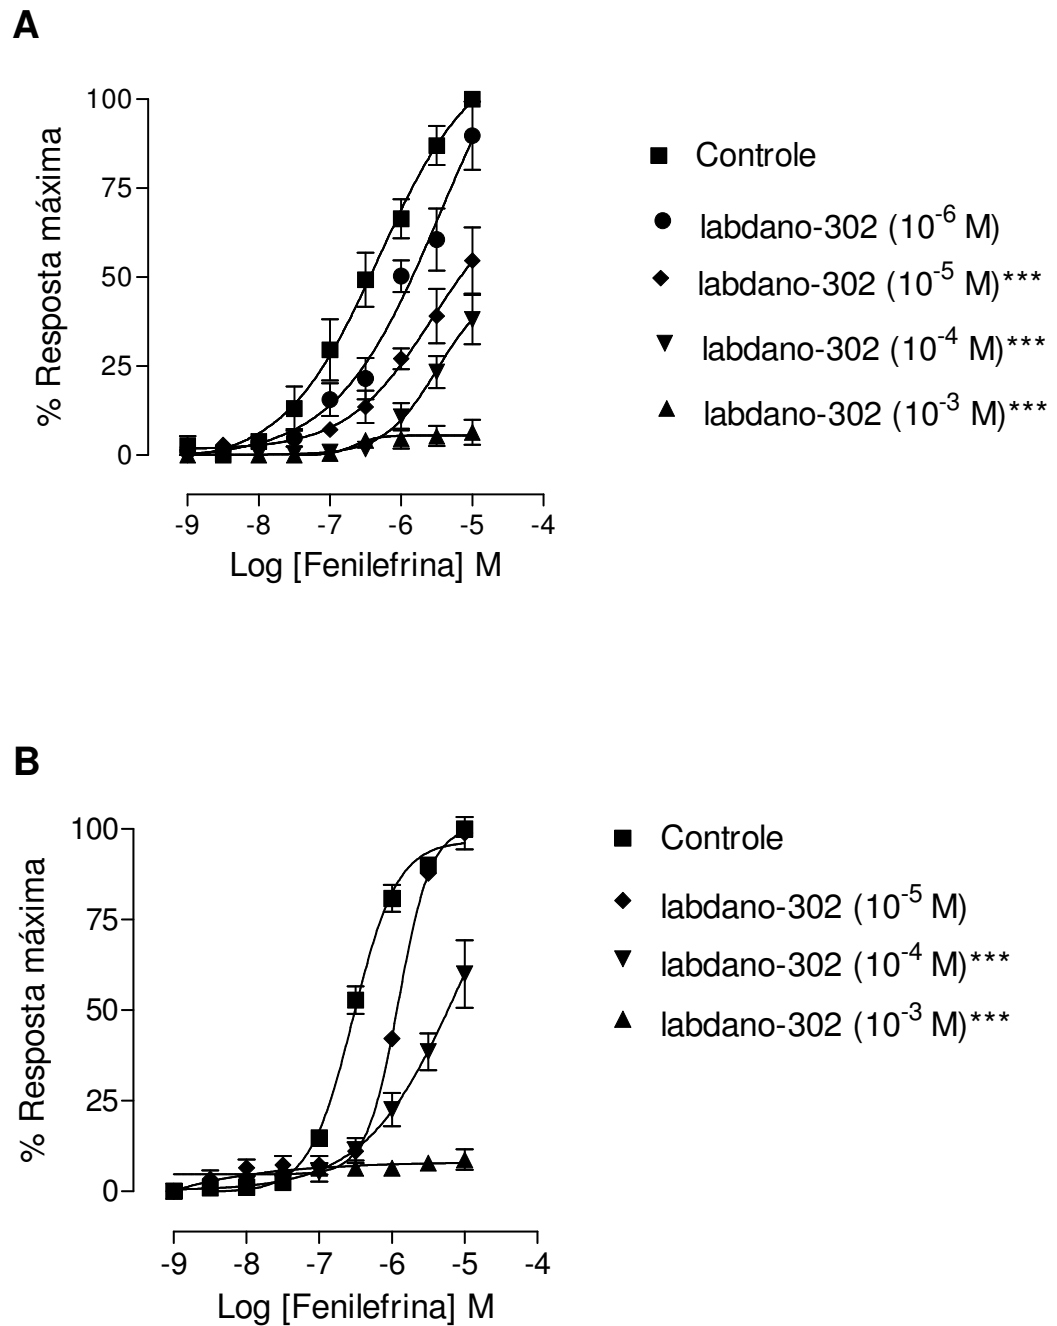 A
% Resposta máxima
100
75
50
25
0
-9 -8 -7 -6 -5 -4
Log [Fenilefrina] M
Controle
labdano-302 (10⁻⁶ M)
labdano-302 (10⁻⁵ M)***
labdano-302 (10⁻⁴ M)***
labdano-302 (10⁻³ M)***
B
% Resposta máxima
100
75
50
25
0
-9 -8 -7 -6 -5 -4
Log [Fenilefrina] M
Controle
labdano-302 (10⁻⁵ M)
labdano-302 (10⁻⁴ M)***
labdano-302 (10⁻³ M)***